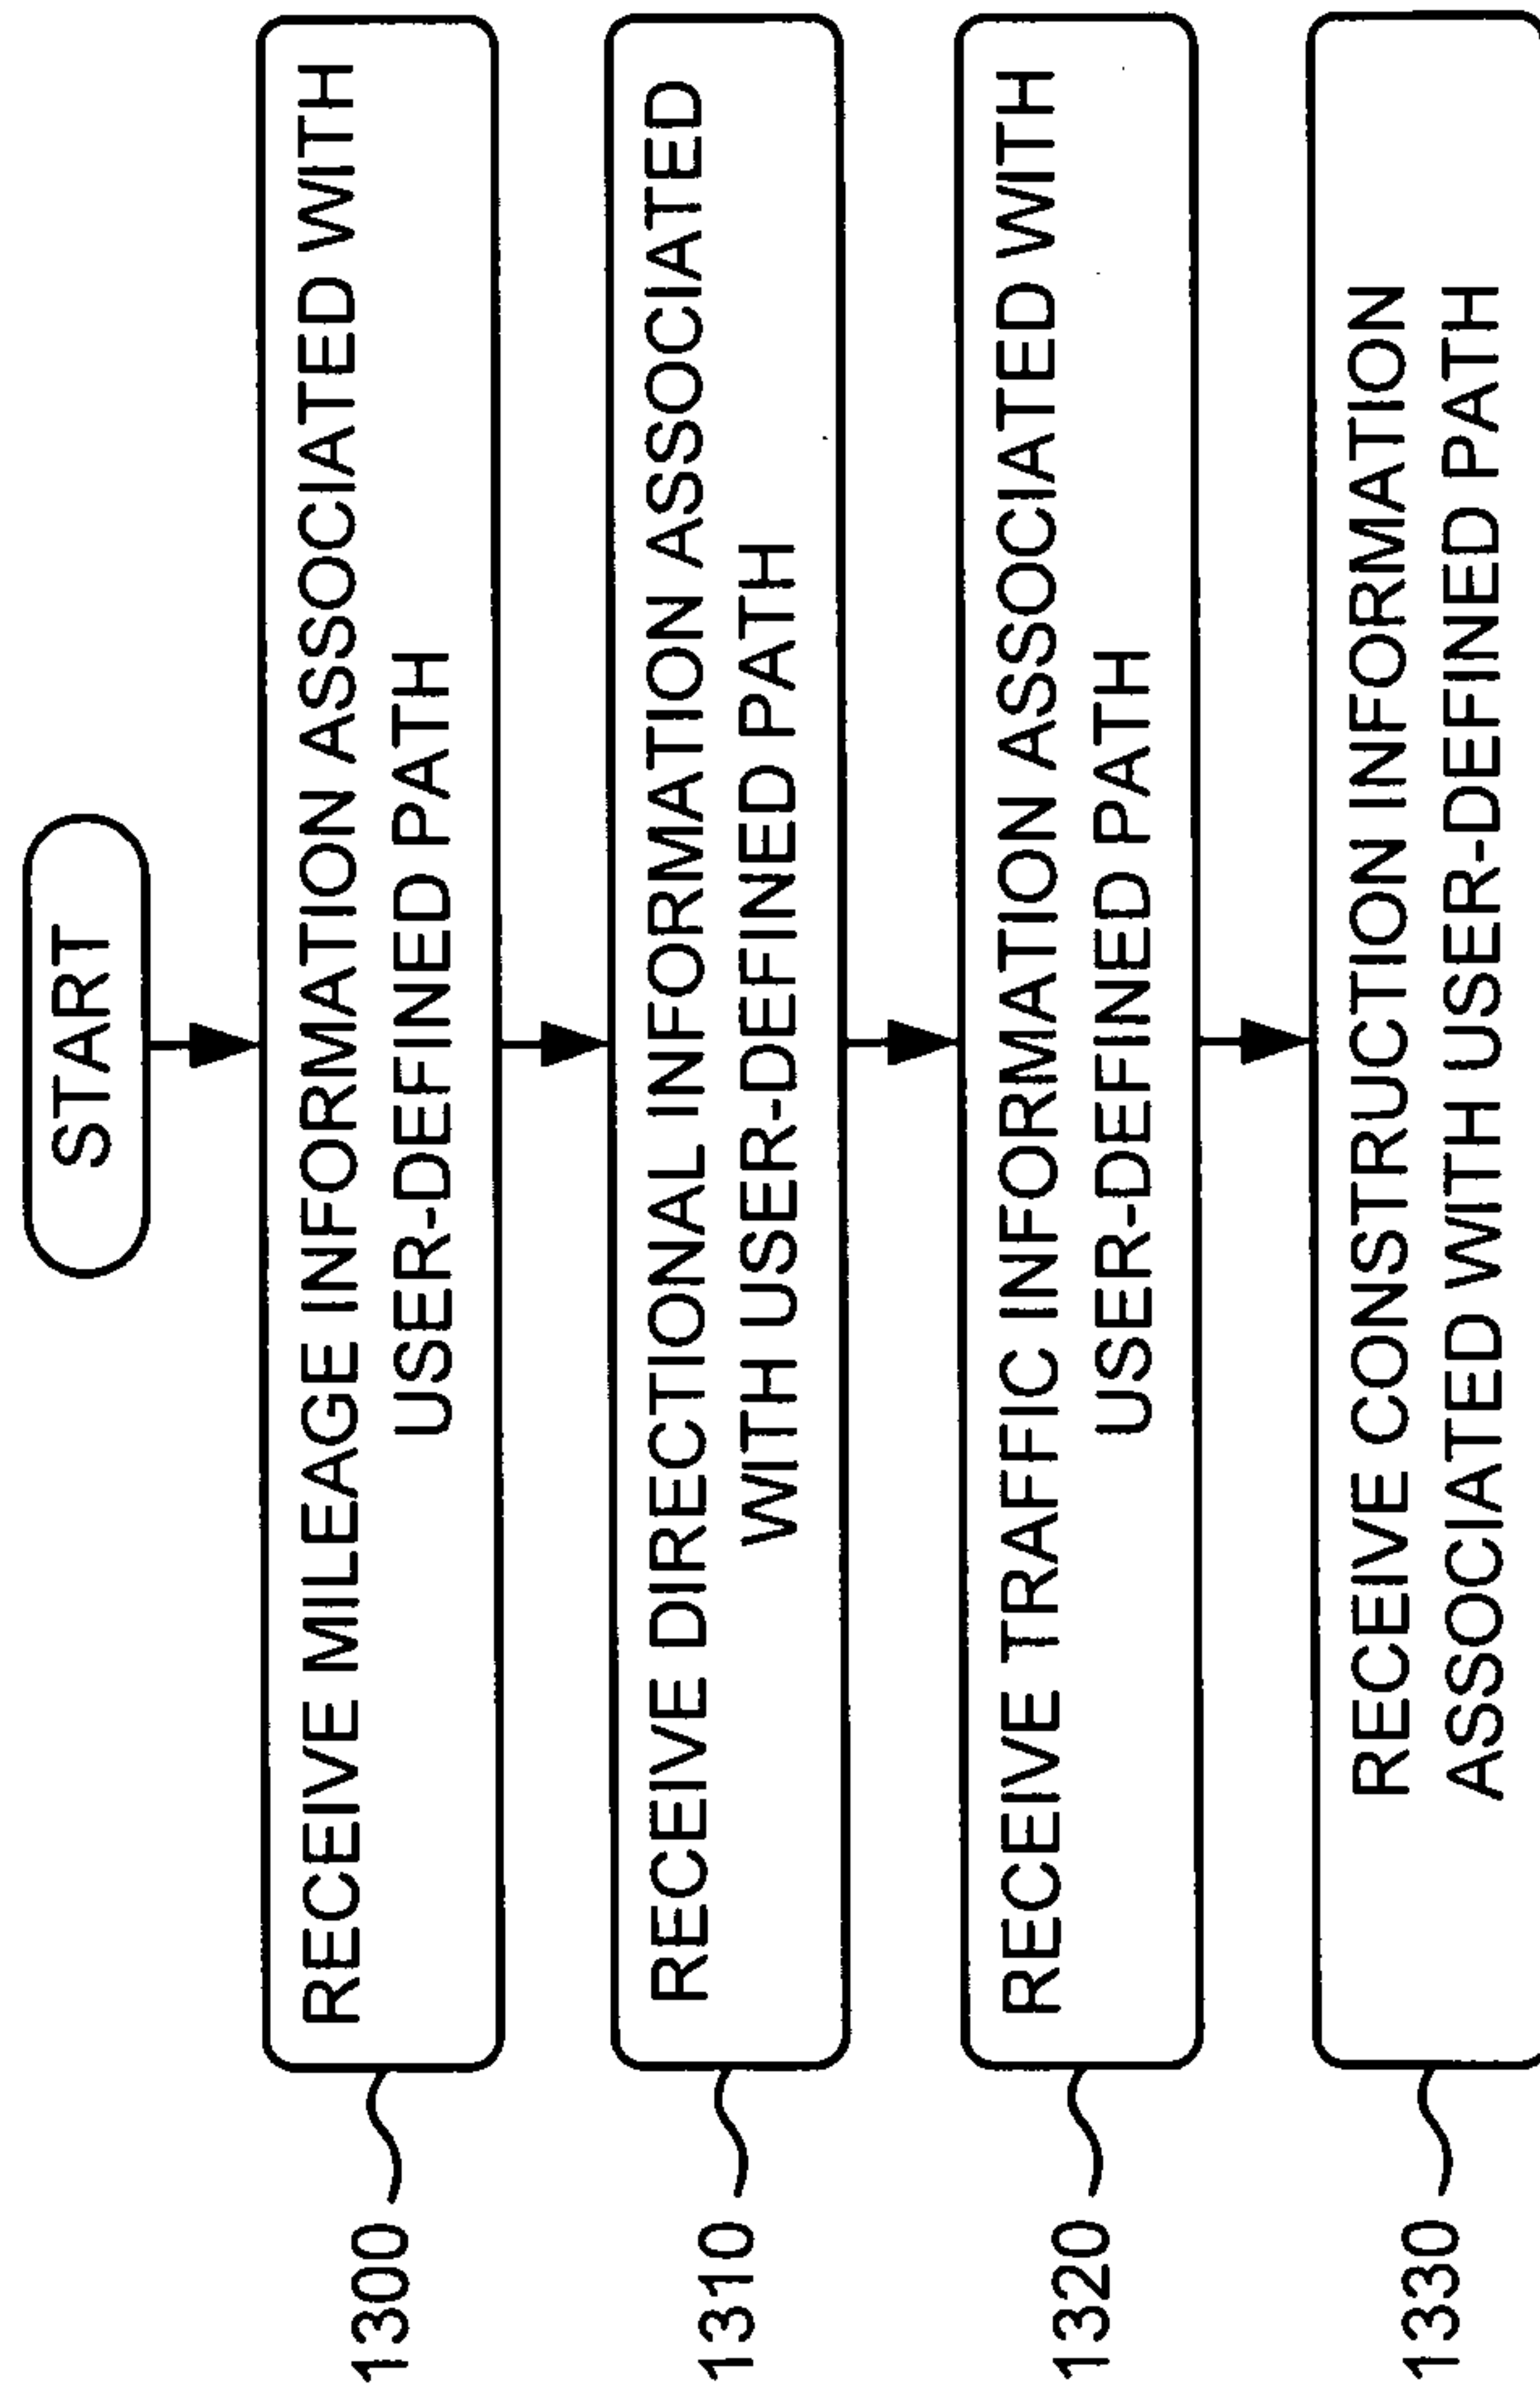 START
1300
RECEIVE MILEAGE INFORMATION ASSOCIATED WITH
USER-DEFINED PATH
1310
RECEIVE DIRECTIONAL INFORMATION ASSOCIATED
WITH USER-DEFINED PATH
1320
RECEIVE TRAFFIC INFORMATION ASSOCIATED WITH
USER-DEFINED PATH
1330
RECEIVE CONSTRUCTION INFORMATION
ASSOCIATED WITH USER-DEFINED PATH